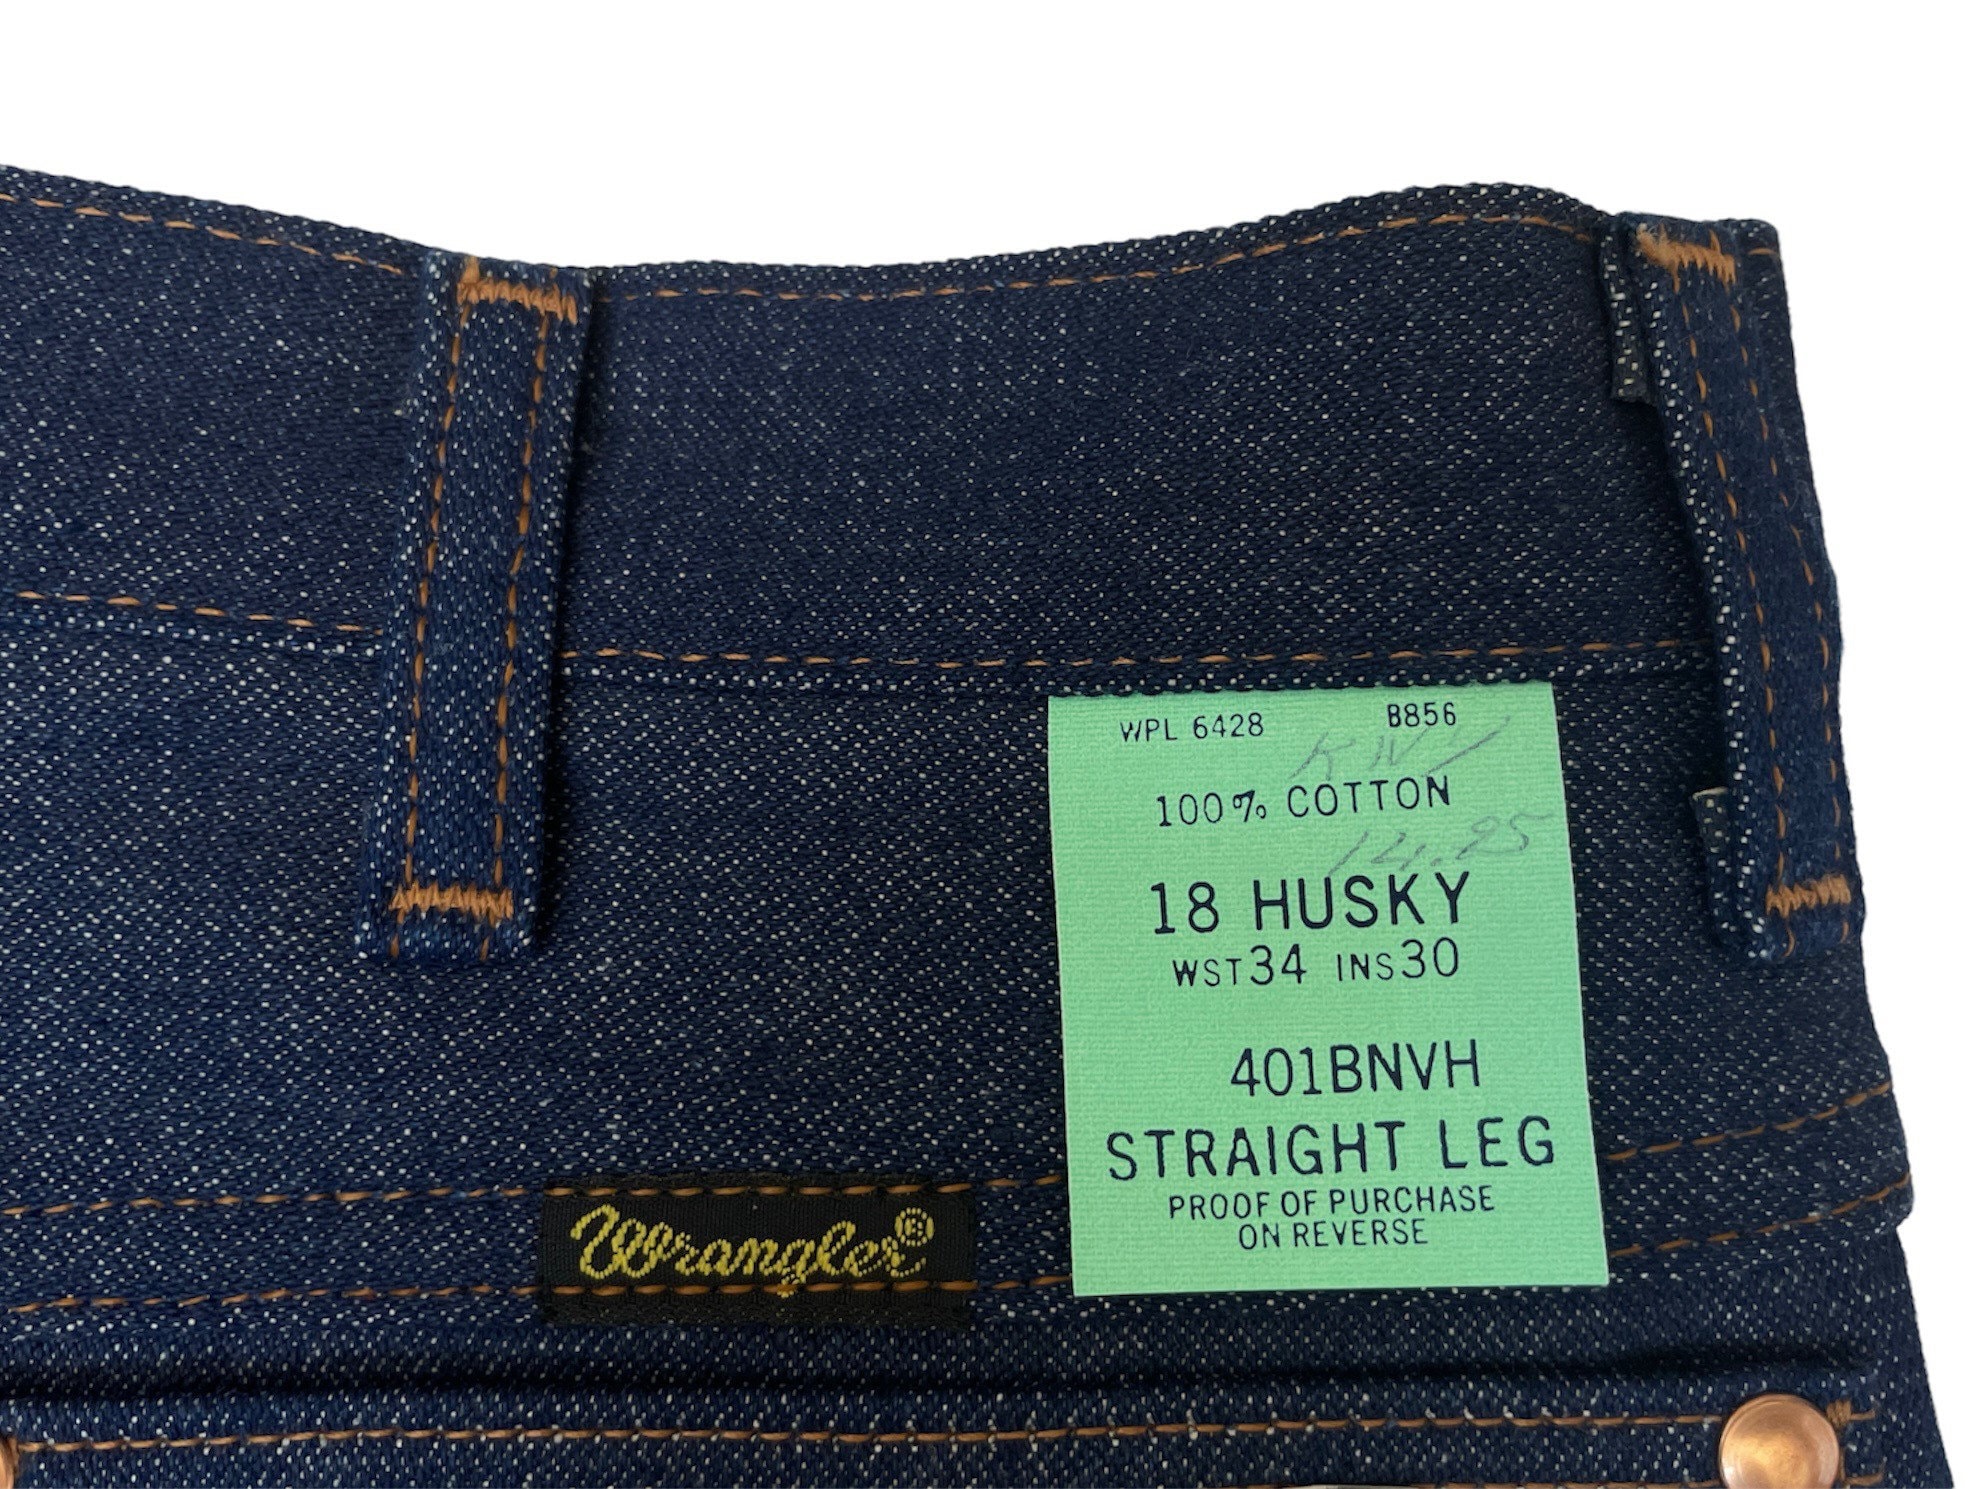 WPL 6428 B856
100% COTTON
14.25
18 HUSKY
WST34 INS30
401BNVH
STRAIGHT LEG
PROOF OF PURCHASE
ON REVERSE
Wrangler®